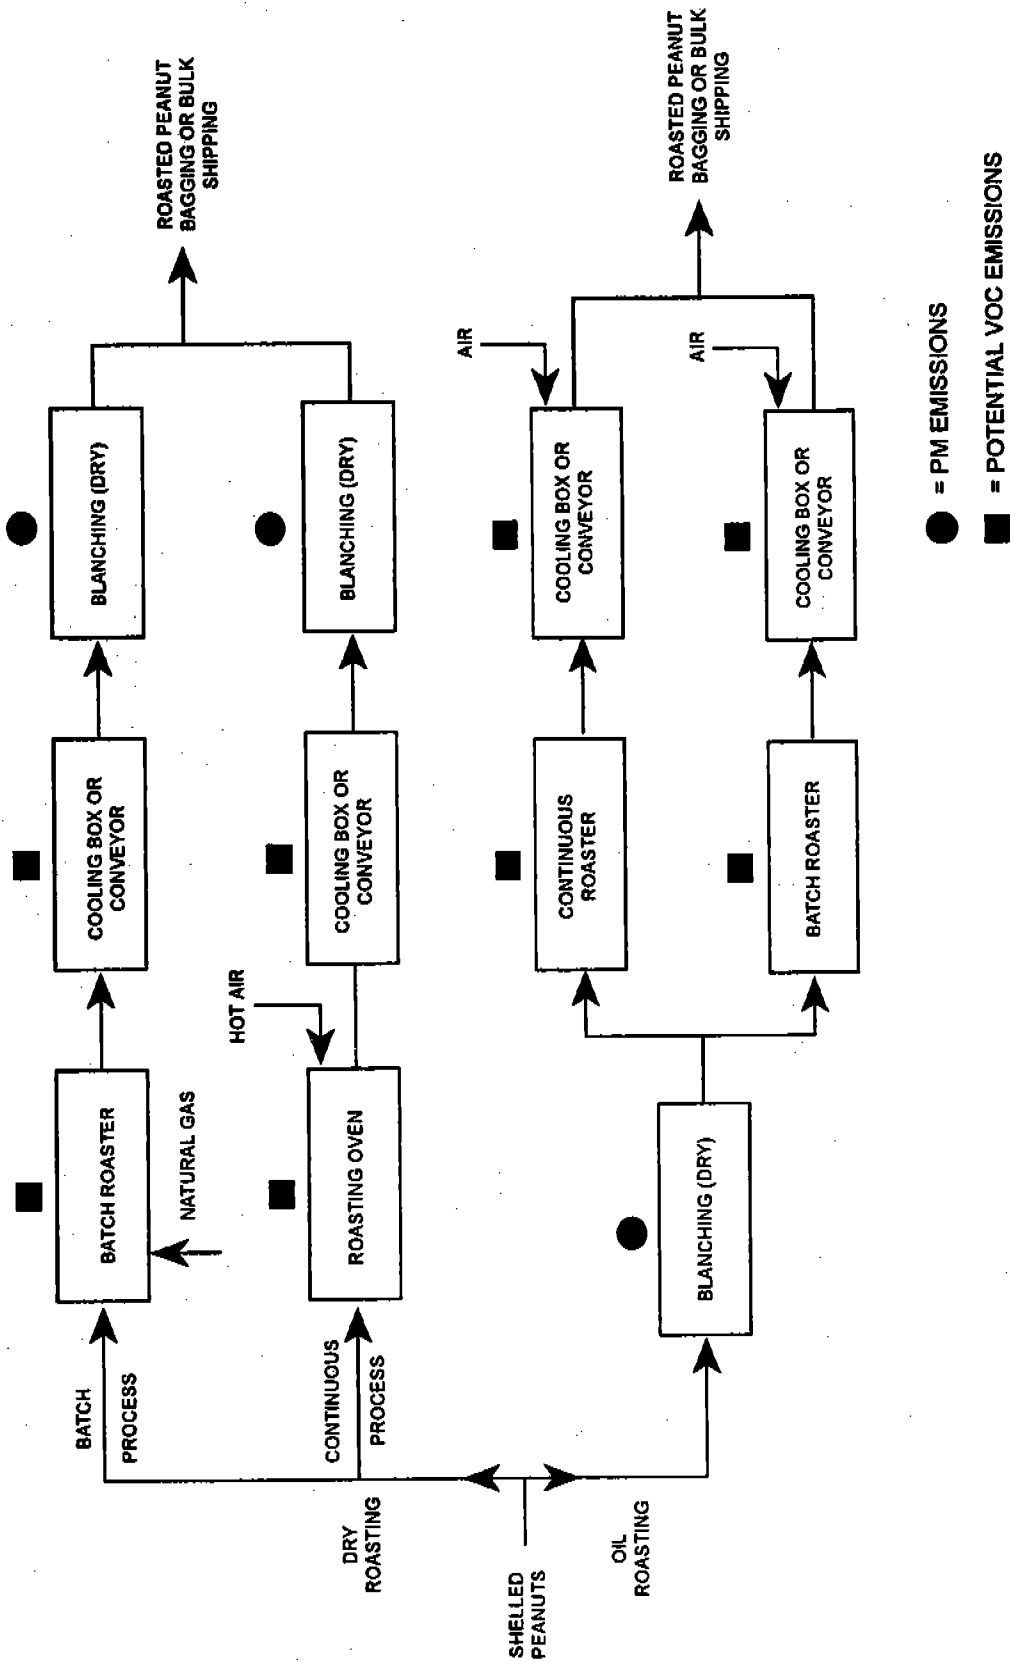 SHELLED
PEANUTS
DRY
ROASTING
OIL
ROASTING
BATCH
PROCESS
BATCH ROASTER
NATURAL GAS
COOLING BOX OR
CONVEYOR
BLANCHING (DRY)
CONTINUOUS
PROCESS
HOT AIR
ROASTING OVEN
COOLING BOX OR
CONVEYOR
BLANCHING (DRY)
ROASTED PEANUT
BAGGING OR BULK
SHIPPING
BLANCHING (DRY)
CONTINUOUS
ROASTER
AIR
COOLING BOX OR
CONVEYOR
BATCH ROASTER
AIR
COOLING BOX OR
CONVEYOR
ROASTED PEANUT
BAGGING OR BULK
SHIPPING
= PM EMISSIONS
= POTENTIAL VOC EMISSIONS